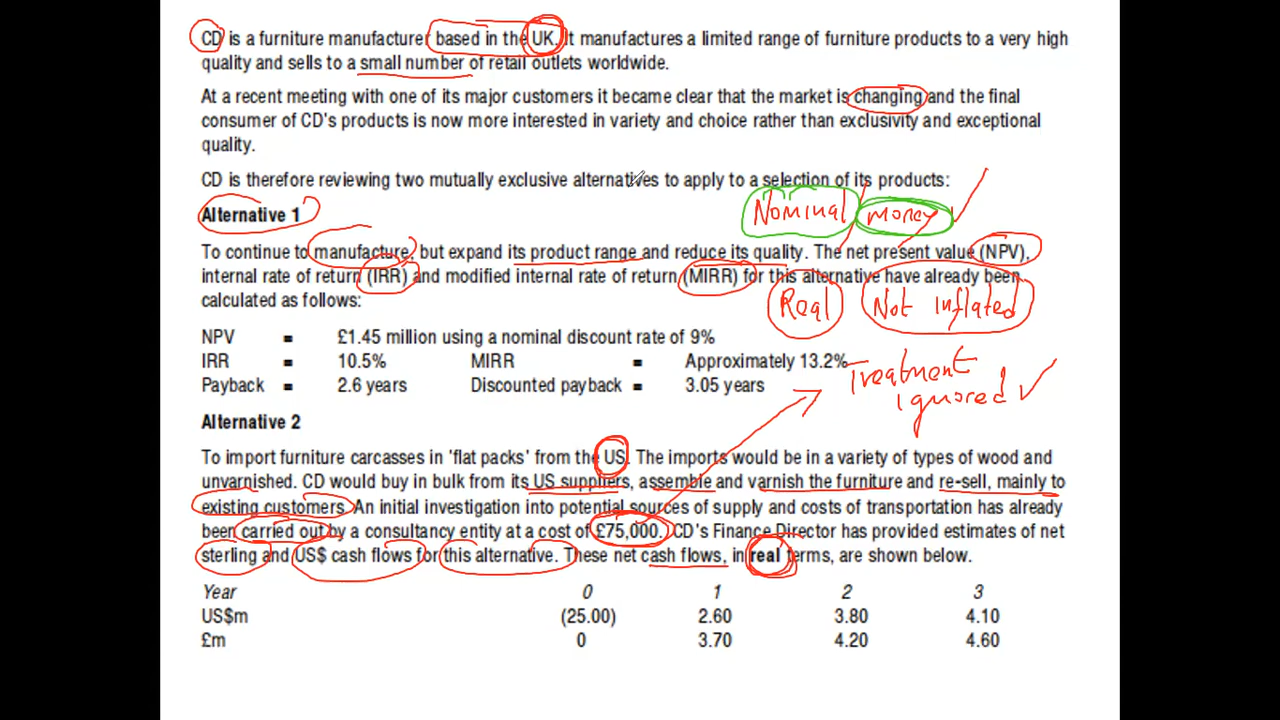 CD is a furniture manufacturer based in the UK. It manufactures a limited range of furniture products to a very high
quality and sells to a small number of retail outlets worldwide.
At a recent meeting with one of its major customers it became clear that the market is changing and the final
consumer of CD's products is now more interested in variety and choice rather than exclusivity and exceptional
quality.
CD is therefore reviewing two mutually exclusive alternatives to apply to a selection of its products:
Alternative 1
Nominal / money ✓
To continue to manufacture, but expand its product range and reduce its quality. The net present value (NPV),
internal rate of return (IRR) and modified internal rate of return (MIRR) for this alternative have already been
calculated as follows:
Real Not Inflated
NPV = £1.45 million using a nominal discount rate of 9%
IRR = 10.5% MIRR = Approximately 13.2%
Payback = 2.6 years Discounted payback = 3.05 years
Treatment
Ignored ✓
Alternative 2
To import furniture carcasses in 'flat packs' from the US. The imports would be in a variety of types of wood and
unvarnished. CD would buy in bulk from its US suppliers, assemble and varnish the furniture and re-sell, mainly to
existing customers. An initial investigation into potential sources of supply and costs of transportation has already
been carried out by a consultancy entity at a cost of £75,000. CD's Finance Director has provided estimates of net
sterling and US$ cash flows for this alternative. These net cash flows, in real terms, are shown below.
Year 0 1 2 3
US$m (25.00) 2.60 3.80 4.10
£m 0 3.70 4.20 4.60